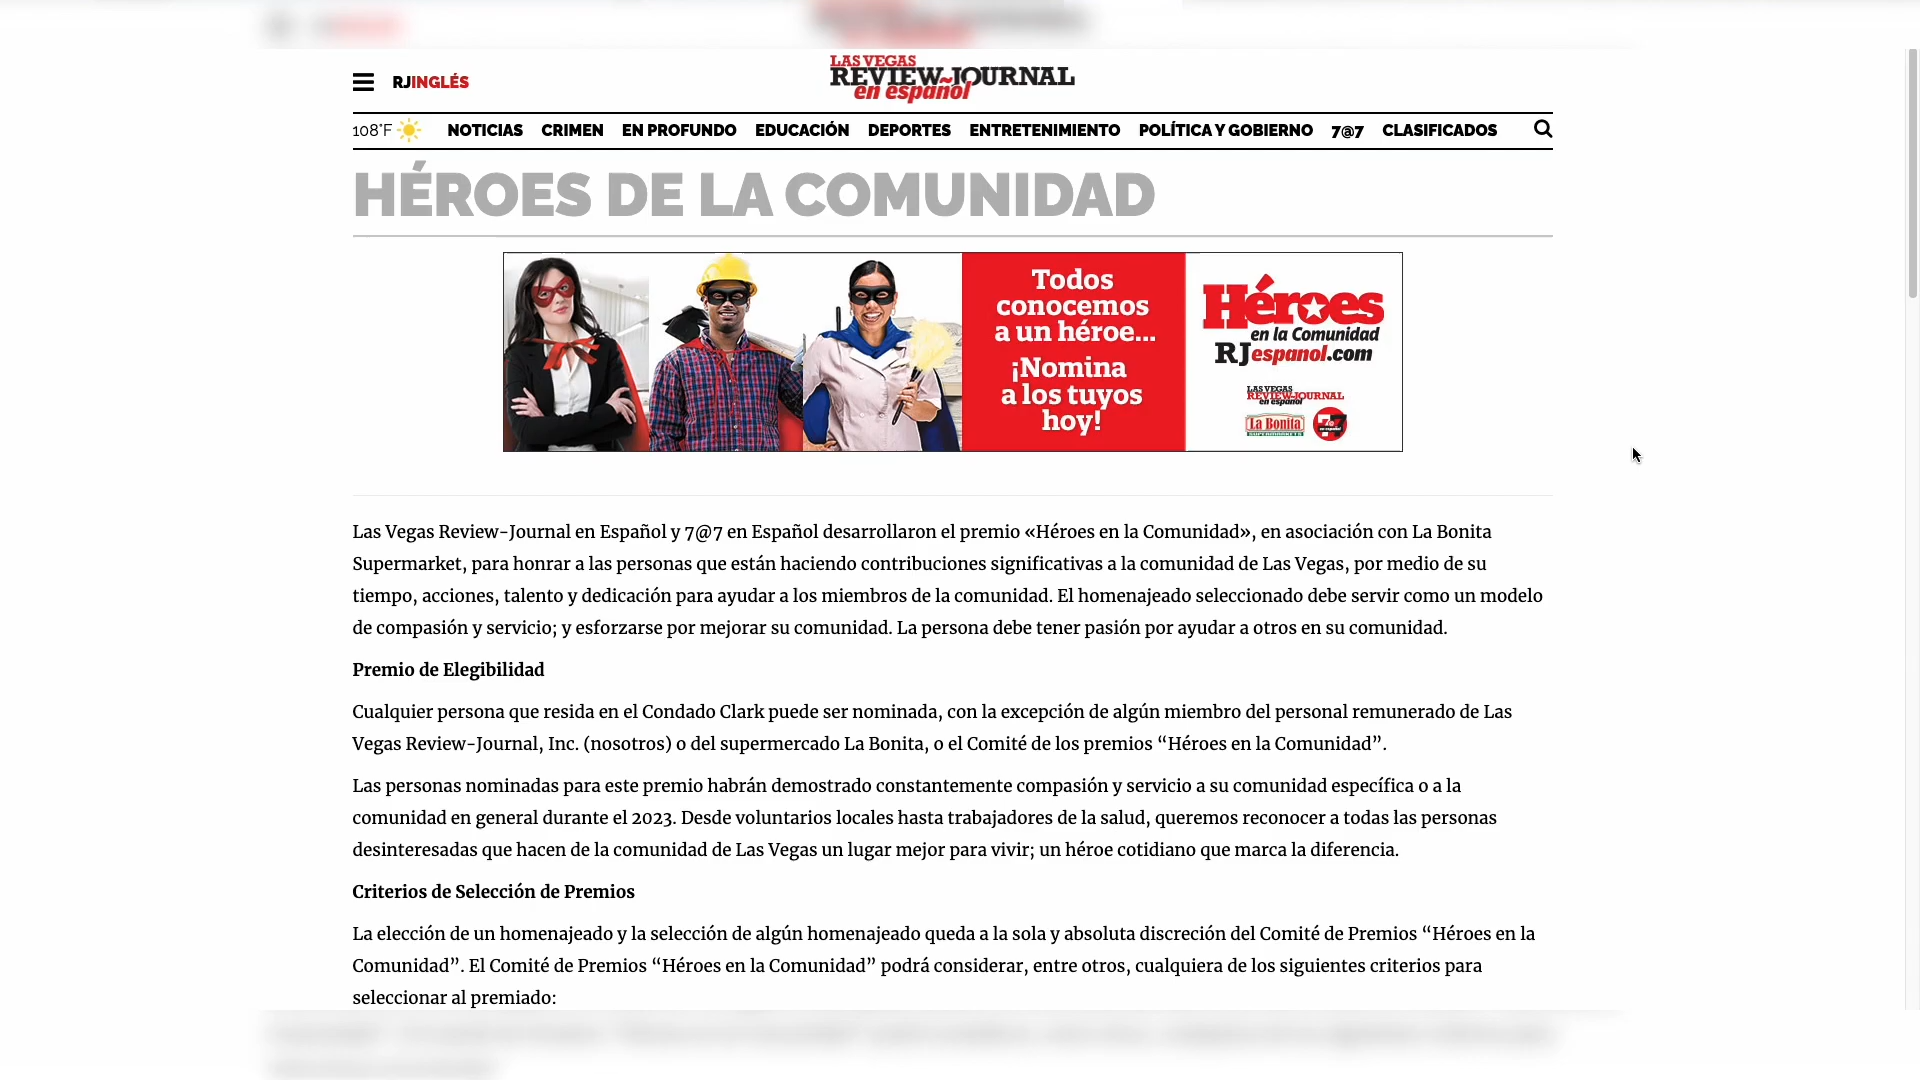 RJINGLÉS
LAS VEGAS
REVIEW-JOURNAL
en español
108°F
NOTICIAS CRIMEN EN PROFUNDO EDUCACIÓN DEPORTES ENTRETENIMIENTO POLÍTICA Y GOBIERNO 7@7 CLASIFICADOS
HÉROES DE LA COMUNIDAD
Todos
conocemos
a un héroe...
¡Nomina
a los tuyos
hoy!
Héroes
en la Comunidad
RJespanol.com
LAS VEGAS
REVIEW-JOURNAL
en español
La Bonita
SUPERMARKETS
Las Vegas Review-Journal en Español y 7@7 en Español desarrollaron el premio «Héroes en la Comunidad», en asociación con La Bonita
Supermarket, para honrar a las personas que están haciendo contribuciones significativas a la comunidad de Las Vegas, por medio de su
tiempo, acciones, talento y dedicación para ayudar a los miembros de la comunidad. El homenajeado seleccionado debe servir como un modelo
de compasión y servicio; y esforzarse por mejorar su comunidad. La persona debe tener pasión por ayudar a otros en su comunidad.
Premio de Elegibilidad
Cualquier persona que resida en el Condado Clark puede ser nominada, con la excepción de algún miembro del personal remunerado de Las
Vegas Review-Journal, Inc. (nosotros) o del supermercado La Bonita, o el Comité de los premios “Héroes en la Comunidad”.
Las personas nominadas para este premio habrán demostrado constantemente compasión y servicio a su comunidad específica o a la
comunidad en general durante el 2023. Desde voluntarios locales hasta trabajadores de la salud, queremos reconocer a todas las personas
desinteresadas que hacen de la comunidad de Las Vegas un lugar mejor para vivir; un héroe cotidiano que marca la diferencia.
Criterios de Selección de Premios
La elección de un homenajeado y la selección de algún homenajeado queda a la sola y absoluta discreción del Comité de Premios “Héroes en la
Comunidad”. El Comité de Premios “Héroes en la Comunidad” podrá considerar, entre otros, cualquiera de los siguientes criterios para
seleccionar al premiado: